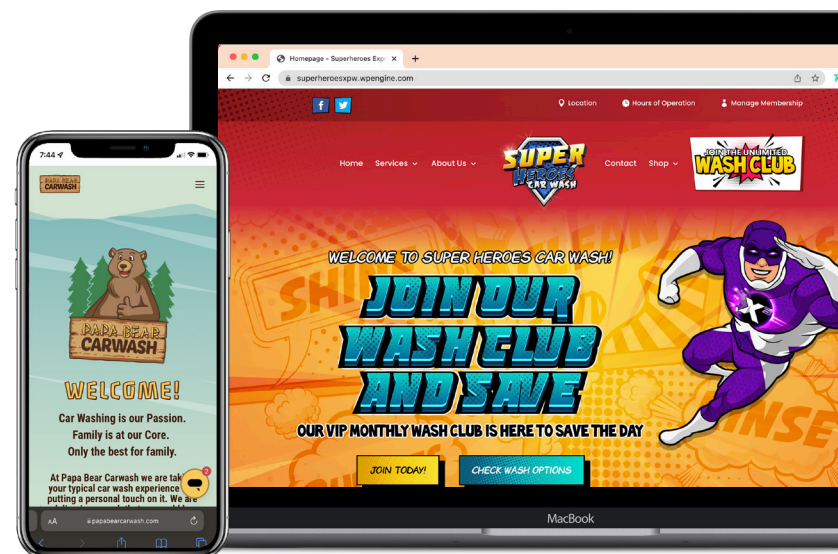 Homepage - Superheroes Exp
superheroesxpw.wpengine.com
Location
Hours of Operation
Manage Membership
Home
Services
About Us
SUPER
HEROES
CAR WASH
Contact
Shop
JOIN THE UNLIMITED
WASH CLUB
WELCOME TO SUPER HEROES CAR WASH!
JOIN OUR
WASH CLUB
AND SAVE
OUR VIP MONTHLY WASH CLUB IS HERE TO SAVE THE DAY
JOIN TODAY!
CHECK WASH OPTIONS
SHINE
CLEAN
RINSE
X
MacBook
7:44
PAPA BEAR
CARWASH
PAPA BEAR
CARWASH
WELCOME!
Car Washing is our Passion.
Family is at our Core.
Only the best for family.
At Papa Bear Carwash we are
your typical car wash experience
putting a personal touch on it. We are
2
AA
papabearcarwash.com